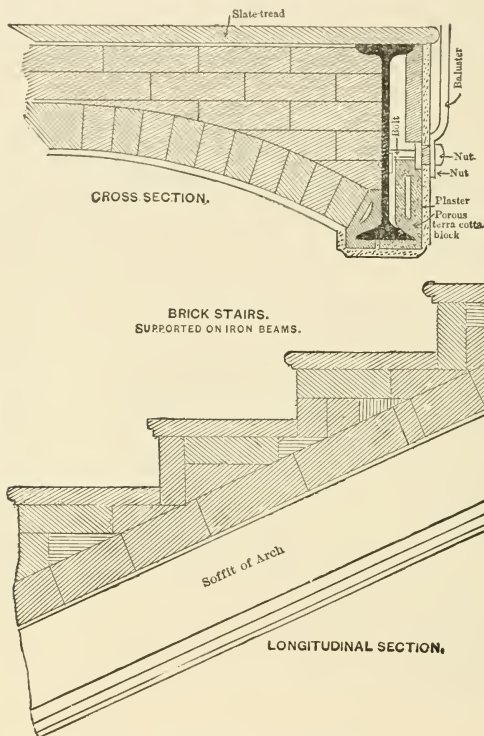 Slate tread
Baluster
Bolt
Nut.
Nut
CROSS SECTION.
Plaster
Porous
terra cotta
block
BRICK STAIRS.
SUPPORTED ON IRON BEAMS.
Soffit of Arch
LONGITUDINAL SECTION.